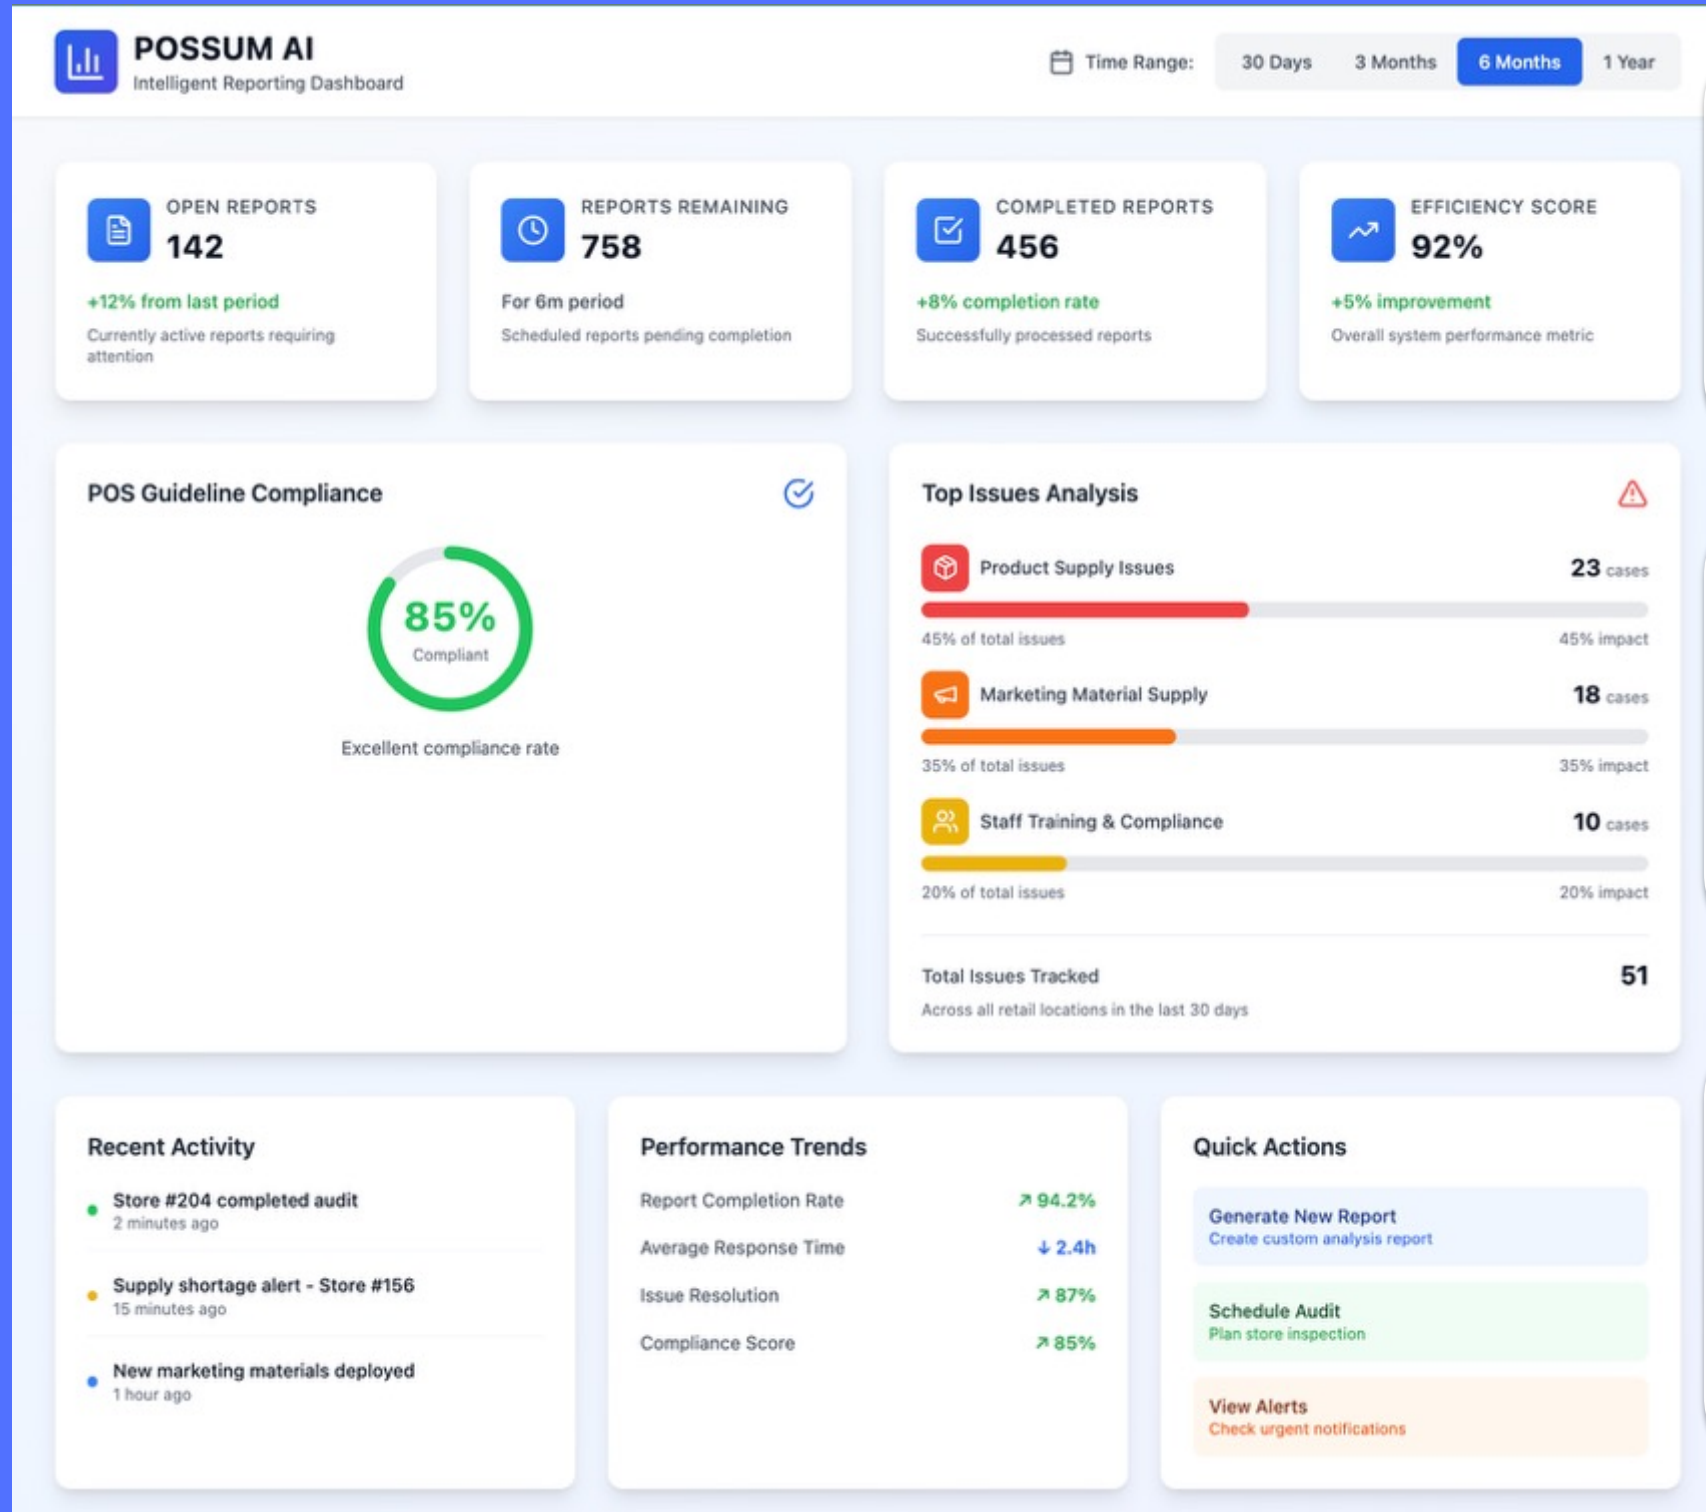 POSSUM AI
Intelligent Reporting Dashboard
Time Range:
30 Days
3 Months
6 Months
1 Year
OPEN REPORTS
142
+12% from last period
Currently active reports requiring
attention
REPORTS REMAINING
758
For 6m period
Scheduled reports pending completion
COMPLETED REPORTS
456
+8% completion rate
Successfully processed reports
EFFICIENCY SCORE
92%
+5% improvement
Overall system performance metric
POS Guideline Compliance
85%
Compliant
Excellent compliance rate
Top Issues Analysis
Product Supply Issues
23 cases
45% of total issues
45% impact
Marketing Material Supply
18 cases
35% of total issues
35% impact
Staff Training & Compliance
10 cases
20% of total issues
20% impact
Total Issues Tracked
51
Across all retail locations in the last 30 days
Recent Activity
Store #204 completed audit
2 minutes ago
Supply shortage alert - Store #156
15 minutes ago
New marketing materials deployed
1 hour ago
Performance Trends
Report Completion Rate
↗ 94.2%
Average Response Time
↓ 2.4h
Issue Resolution
↗ 87%
Compliance Score
↗ 85%
Quick Actions
Generate New Report
Create custom analysis report
Schedule Audit
Plan store inspection
View Alerts
Check urgent notifications